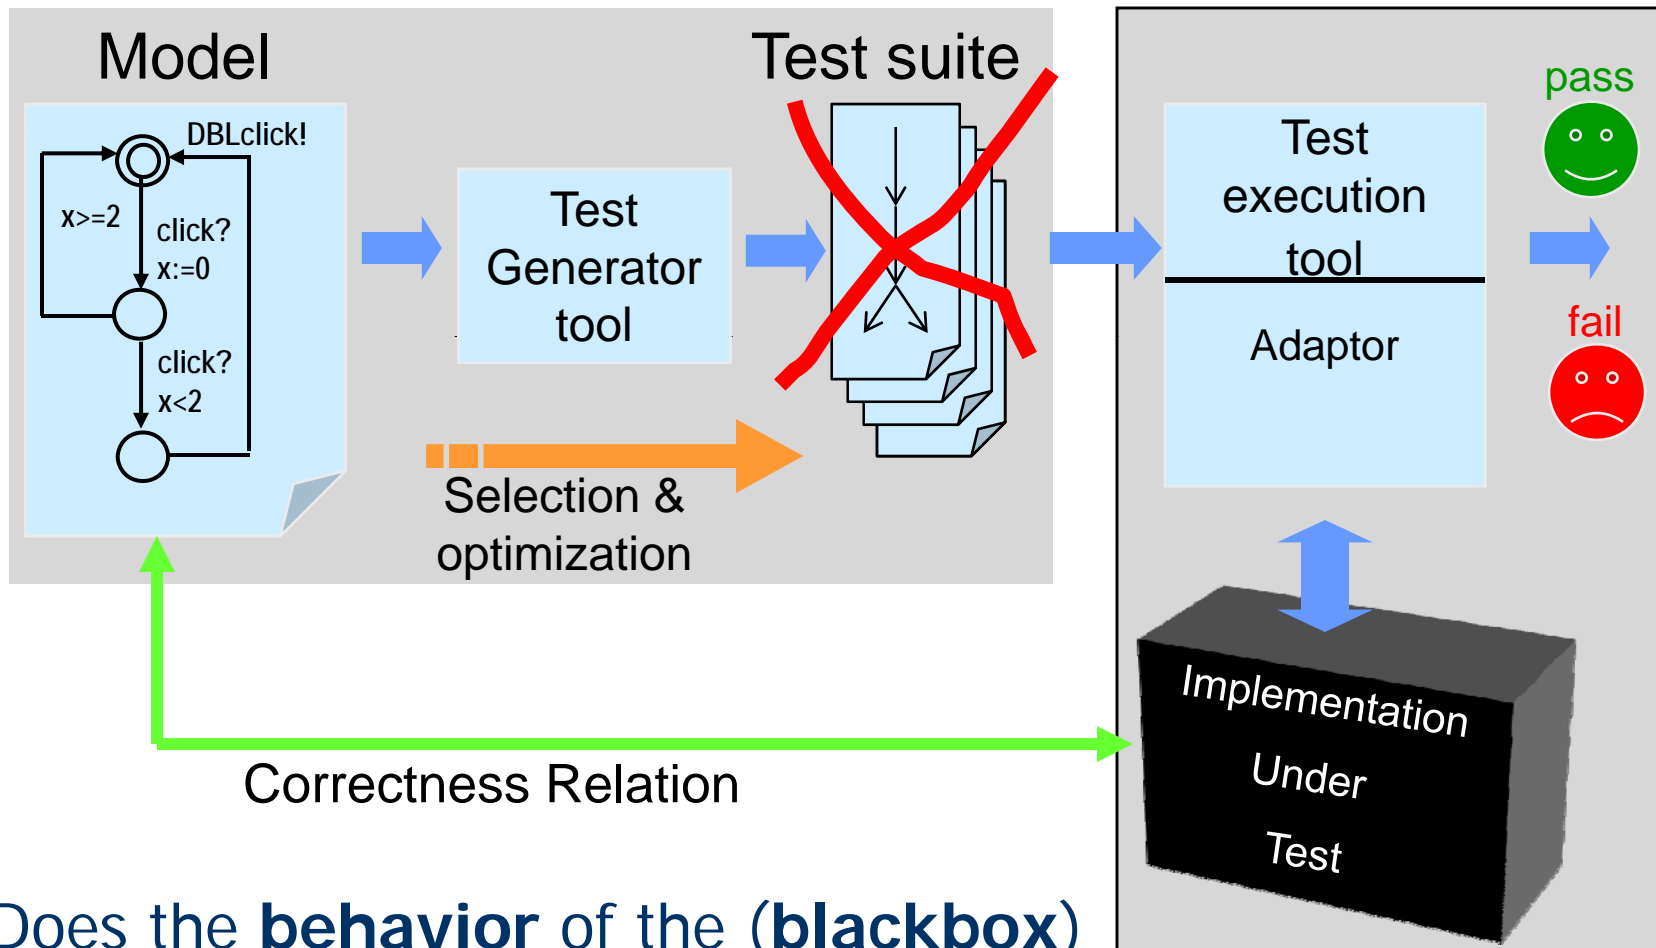 Model
DBLclick!
x>=2
click?
x:=0
click?
x<2
Test
Generator
tool
Selection &
optimization
Test suite
Test
execution
tool
Adaptor
pass
fail
Implementation
Under
Test
Correctness Relation
Does the behavior of the (blackbox)